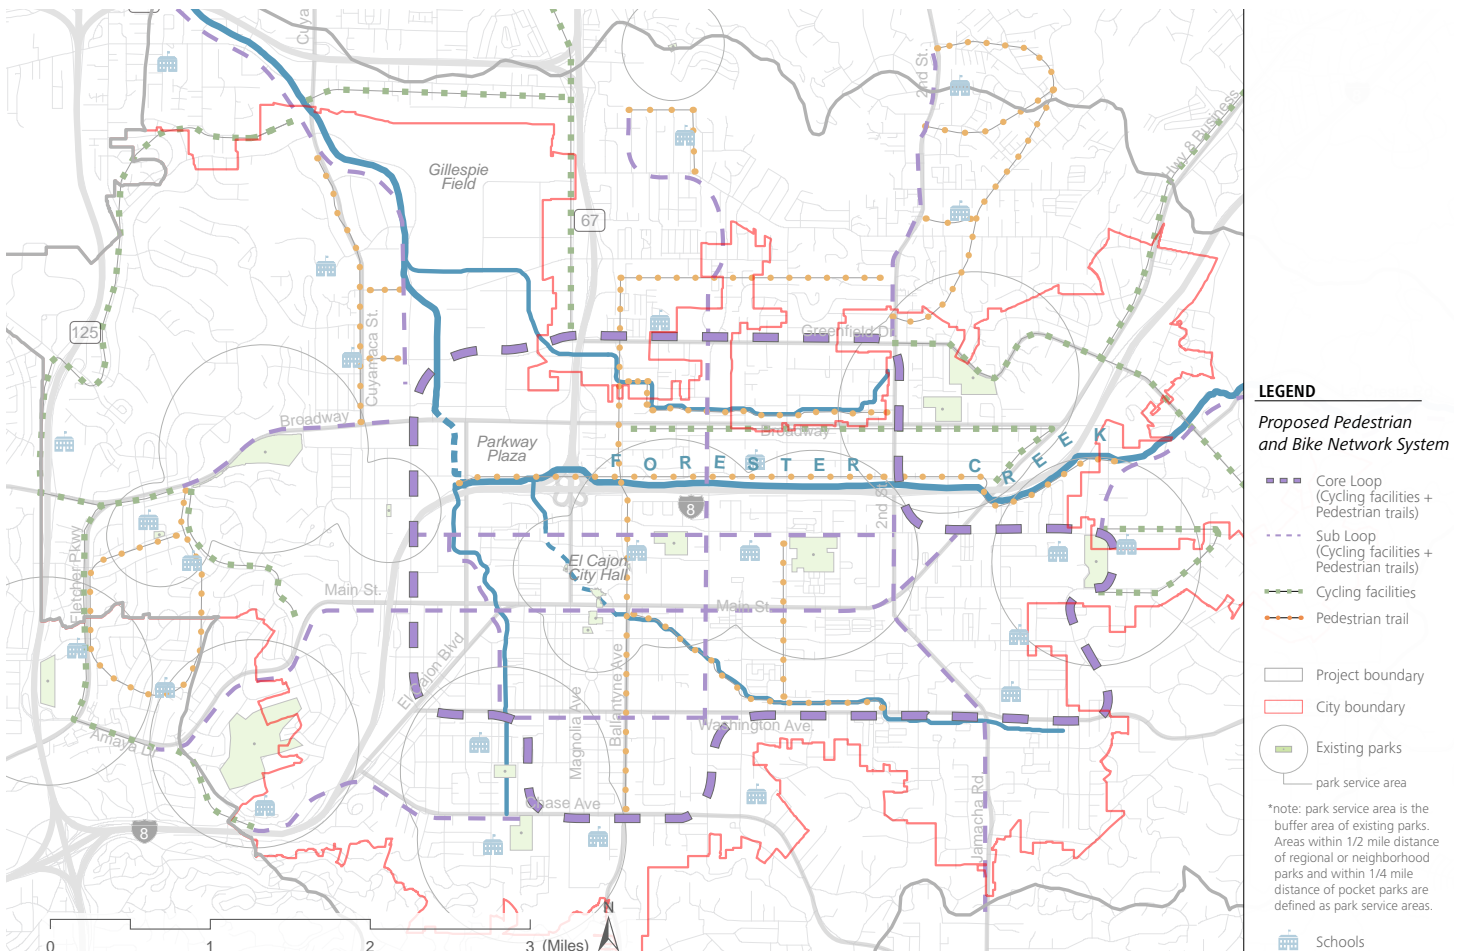 Cuya
2nd St.
Hwy 8 Business
Gillespie
Field
67
125
Cuyamaca St.
Greenfield D
Broadway
Broadway
Parkway
Plaza
FORESTER CREEK
8
2nd S
Fletcher Pkwy
El Cajon
City Hall
Main St.
Main St.
El Cajon Blvd
Ballantyne Ave
Magnolia Ave
Washington Ave.
Amaya D
Chase Ave
Jamacha Rd
8
N
0 1 2 3 (Miles)
LEGEND
Proposed Pedestrian
and Bike Network System
Core Loop
(Cycling facilities +
Pedestrian trails)
Sub Loop
(Cycling facilities +
Pedestrian trails)
Cycling facilities
Pedestrian trail
Project boundary
City boundary
Existing parks
park service area
*note: park service area is the
buffer area of existing parks.
Areas within 1/2 mile distance
of regional or neighborhood
parks and within 1/4 mile
distance of pocket parks are
defined as park service areas.
Schools